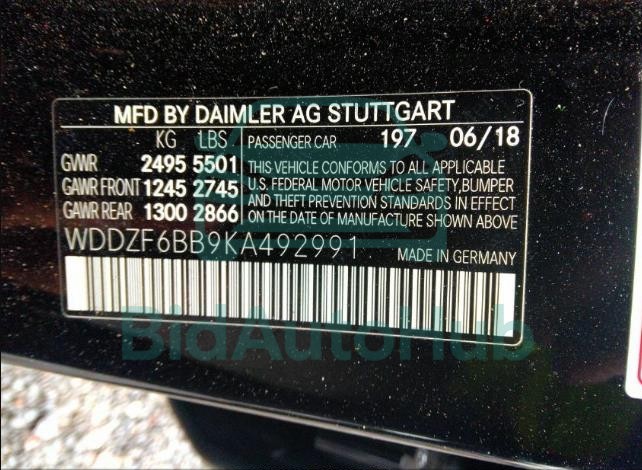 MFD BY DAIMLER AG STUTTGART
KG LBS PASSENGER CAR 197 06/18
GVWR 2495 5501 THIS VEHICLE CONFORMS TO ALL APPLICABLE
GAWR FRONT 1245 2745 U.S. FEDERAL MOTOR VEHICLE SAFETY, BUMPER
GAWR REAR 1300 2866 AND THEFT PREVENTION STANDARDS IN EFFECT
ON THE DATE OF MANUFACTURE SHOWN ABOVE
WDDZF6BB9KA492991 MADE IN GERMANY
BidAutoHub